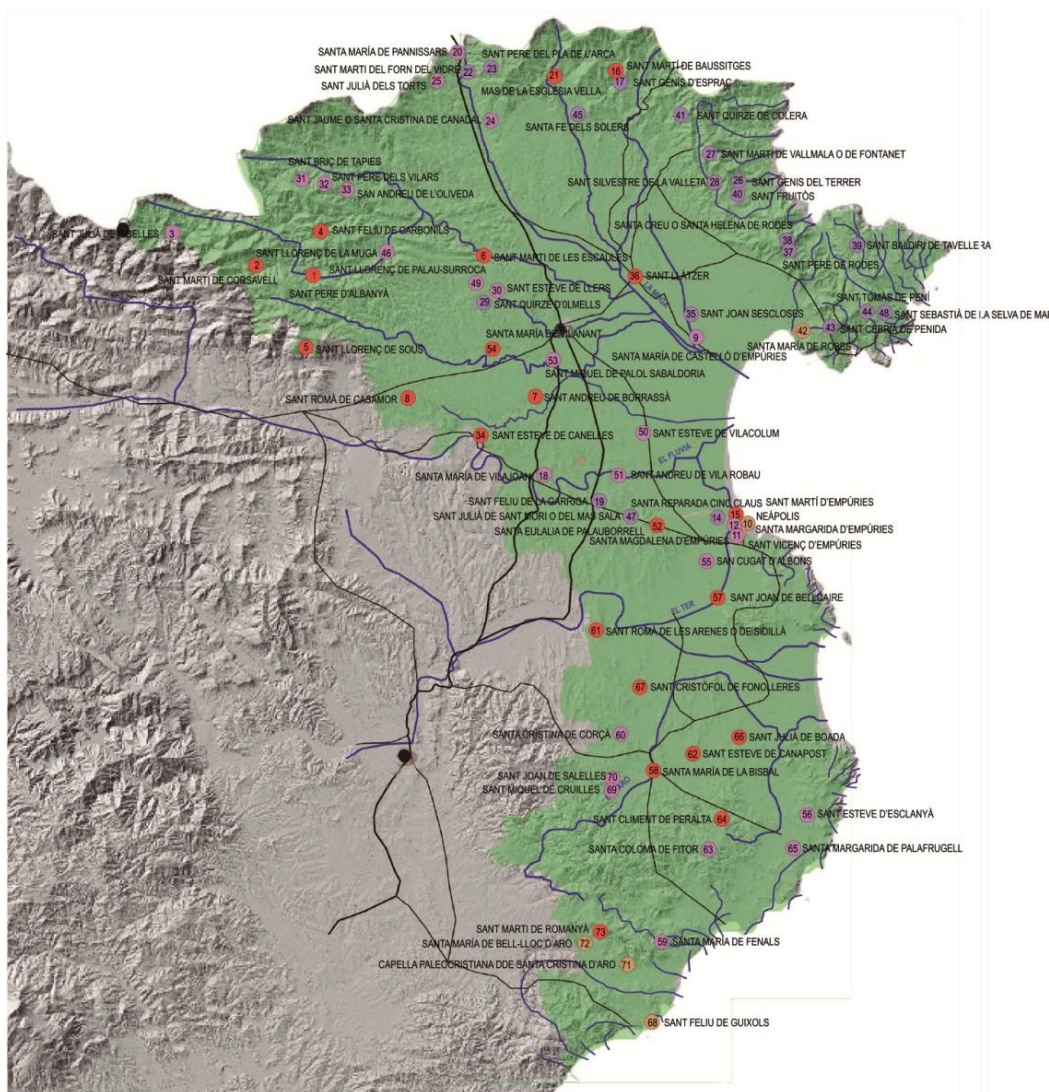 20
SANTA MARÍA DE PANNISSARS
SANT PERE DEL PLA DE L'ARCA
SANT MARTI DEL FORN DEL VIDRE
22
23
21
16
SANT MARTÍ DE BAUSSITGES
SANT JULIÀ DELS TORTS
25
MAS DE LA ESGLESIA VELLA
17
SANT GENÍS D'ESPRAC
SANT JAUME O SANTA CRISTINA DE CANADAL
24
45
SANTA FE DELS SOLERS
41
SANT QUIRZE DE COLERA
27
SANT MARTÍ DE VALLMALA O DE FONTANET
SANT BRIÇ DE TAPIES
31
32
SANT PERE DELS VILARS
33
SAN ANDREU DE L'OLIVEDA
SANT SILVESTRE DE LA VALLETA
28
26
SANT GENIS DEL TERRER
40
SANT FRUITÓS
SANTA CREU O SANTA HELENA DE RODES
3
4
SANT FELIU DE CARBONILS
38
37
39
SANT BALDIRI DE TAVELLERA
SANT LLORENÇ DE LA MUGA
46
6
SANT MARTI DE LES ESCADLES
SANT PERE DE RODES
2
SANT MARTÍ DE CORSAVELL
1
SANT LLORENÇ DE PALAU-SURROCA
36
SANT LLÀTZER
LA MUGA
49
30
SANT ESTEVE DE LLERS
SANT PERE D'ALBANYÀ
29
SANT QUIRZE D'OLMELLS
SANT TOMÀS DE PENÍ
44
48
35
SANT JOAN SESCLOSES
43
SANT CEBRIÀ DE PENIDA
42
SANTA MARÍA DE ROSES
9
SANTA MARÍA DE VILANANT
5
SANT LLORENÇ DE SOUS
54
SANTA MARÍA DE CASTELLÓ D'EMPÚRIES
53
SANT MIQUEL DE PALOL SABALDORIA
SANT ROMÀ DE CASAMOR
8
7
SANT ANDREU DE BORRASSÀ
34
SANT ESTEVE DE CANELLES
50
SANT ESTEVE DE VILACOLUM
EL FLUVIÀ
SANTA MARÍA DE VILAJOAN
18
51
SANT ANDREU DE VILA ROBAU
SANT FELIU DE LA GARRIGA
19
SANTA REPARADA CINC CLAUS
SANT MARTÍ D'EMPÚRIES
SANT JULIÀ DE SANT MORI O DEL MAS SALA
47
14
15
NEÀPOLIS
SANTA EULALIA DE PALAUBORRELL
52
12
10
SANTA MARGARIDA D'EMPÚRIES
SANTA MAGDALENA D'EMPÚRIES
11
SANT VICENÇ D'EMPÚRIES
55
SAN CUGAT D'ALBONS
57
SANT JOAN DE BELLCAIRE
EL TER
61
SANT ROMÀ DE LES ARENES O DE SIDILLÀ
67
SANT CRISTÒFOL DE FONOLLERES
SANTA CRISTINA DE CORÇÀ
60
66
SANT JULIÀ DE BOADA
62
SANT ESTEVE DE CANAPOST
58
SANTA MARÍA DE LA BISBAL
SANT JOAN DE SALELLES
70
SANT MIQUEL DE CRUILLES
69
56
SANT ESTEVE D'ESCLANYÀ
SANT CLIMENT DE PERALTA
64
SANTA COLOMA DE FITOR
63
65
SANTA MARGARIDA DE PALAFRUGELL
SANT MARTI DE ROMANYÀ
73
SANTA MARÍA DE BELL-LLOC D'ARO
72
59
SANTA MARÍA DE FENALS
CAPELLA PALEOCRISTIANA DDE SANTA CRISTINA D'ARO
71
68
SANT FELIU DE GUIXOLS